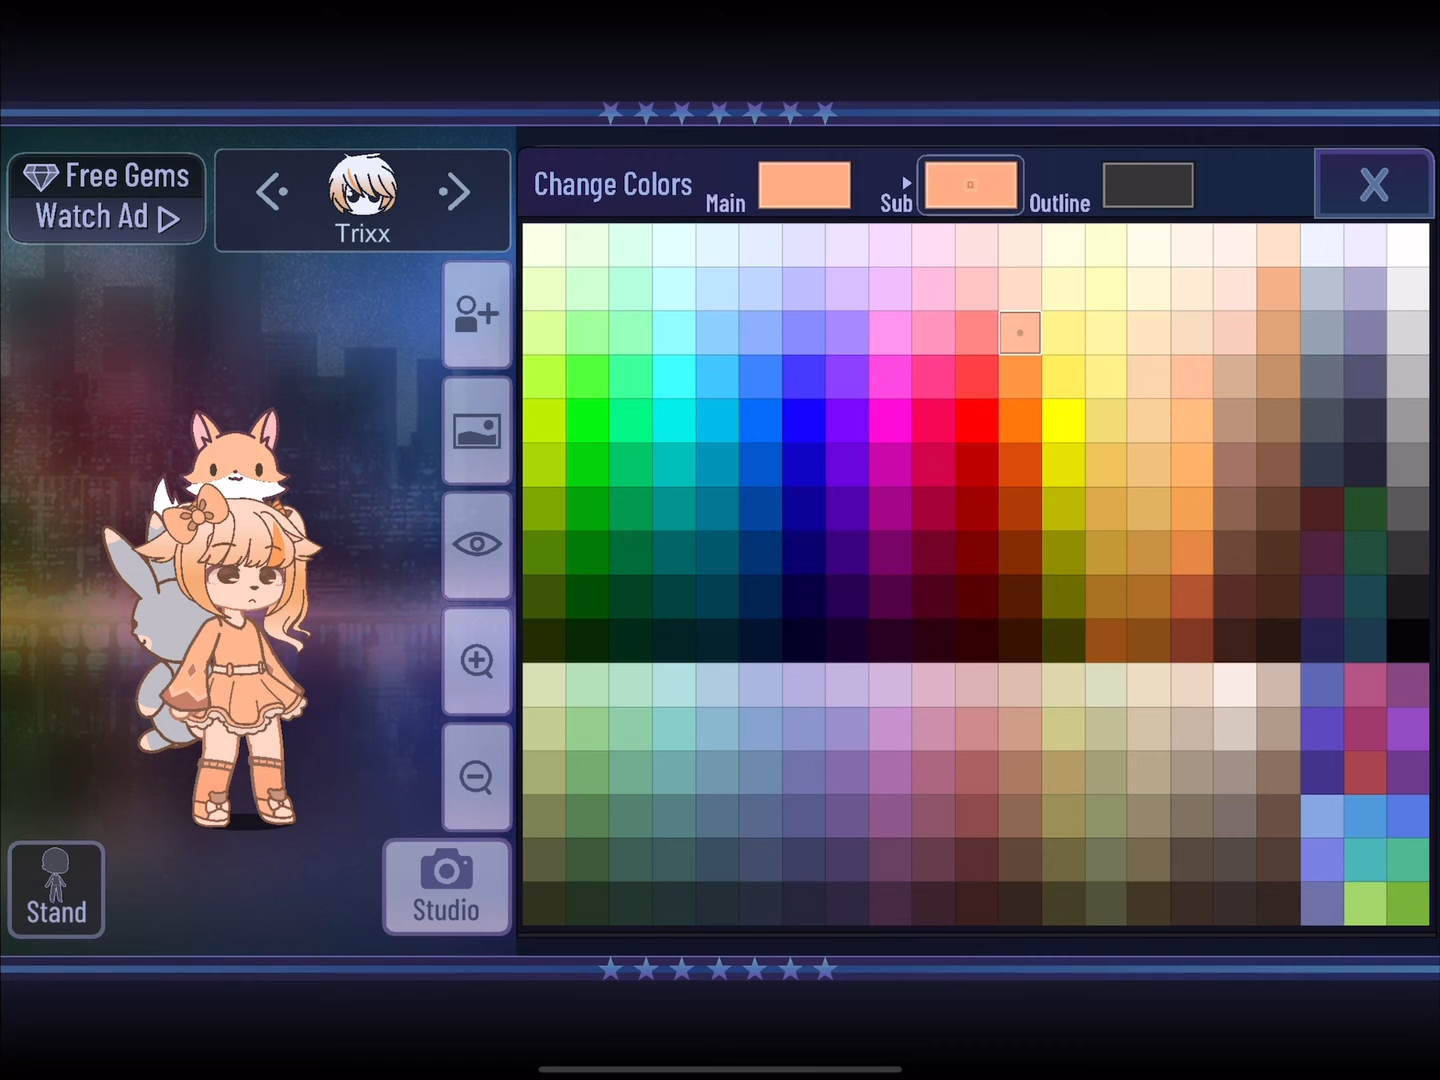 Free Gems
Watch Ad
Trixx
Change Colors
Main
Sub
Outline
X
Stand
Studio